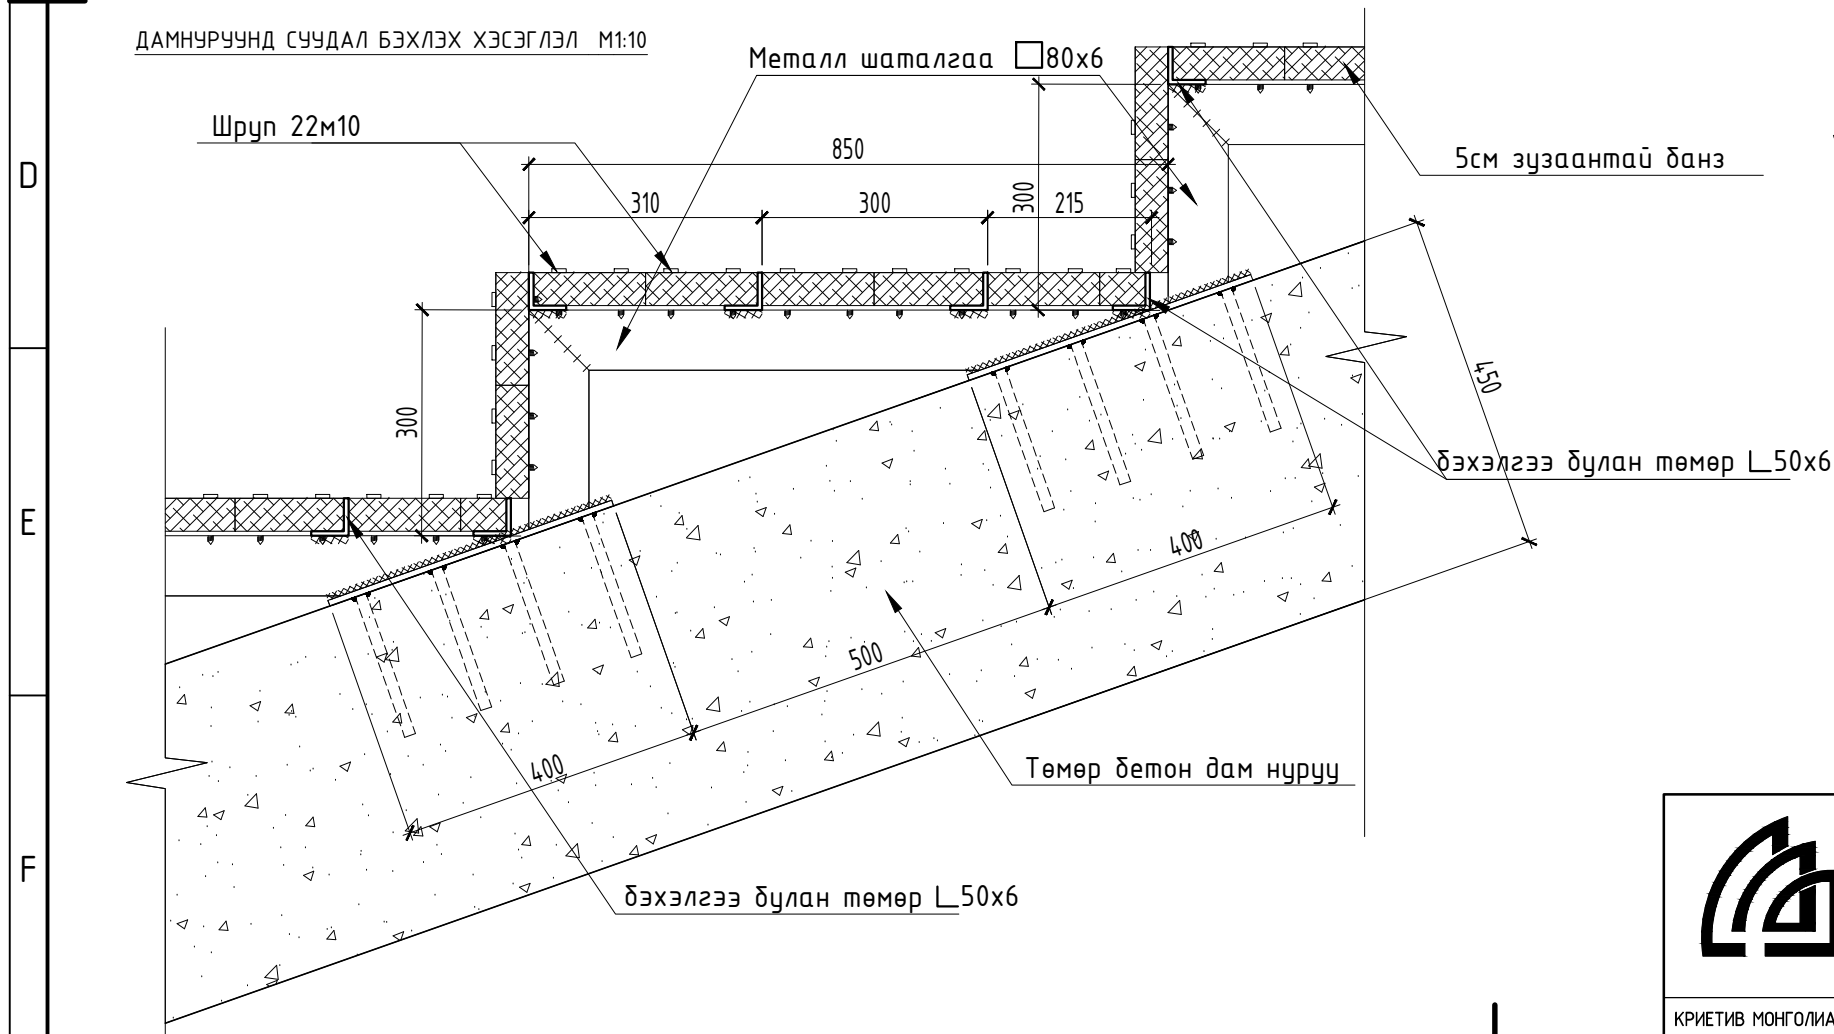 ДАМНУРУУНД СУУДАЛ БЭХЛЭХ ХЭСЭГЛЭЛ М1:10
Металл шаталгаа □80х6
Шруп 22м10
5см зузаантай банз
850
310
300
300
215
300
450
бэхэлгээ булан төмөр ∟50х6
400
500
400
Төмөр бетон дам нуруу
бэхэлгээ булан төмөр ∟50х6
D
E
F
КРИЕТИВ МОНГОЛИА